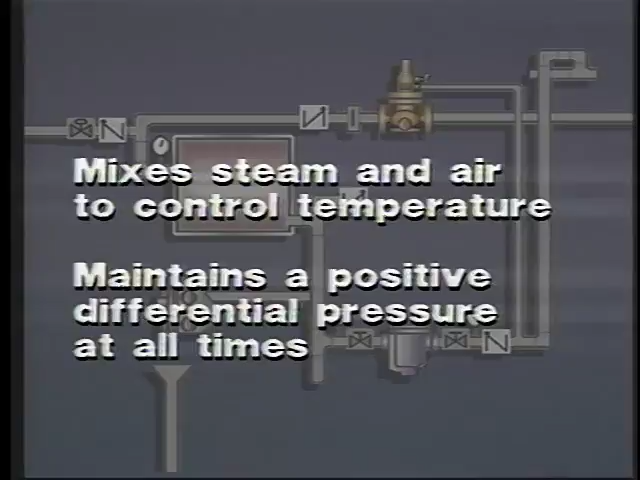 Mixes steam and air
to control temperature
Maintains a positive
differential pressure
at all times